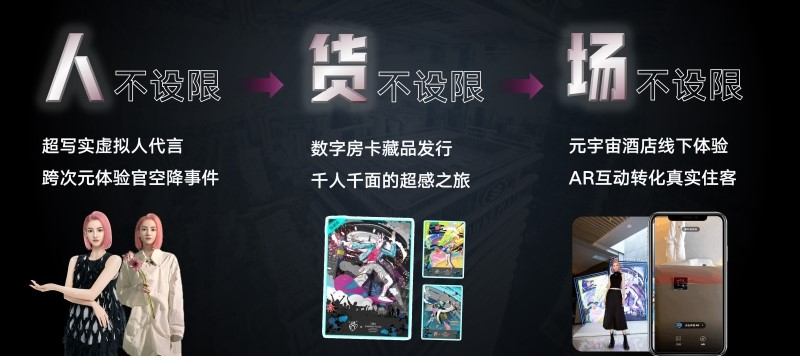 人不设限
货不设限
场不设限
超写实虚拟人代言
跨次元体验官空降事件
数字房卡藏品发行
千人千面的超感之旅
元宇宙酒店线下体验
AR互动转化真实住客